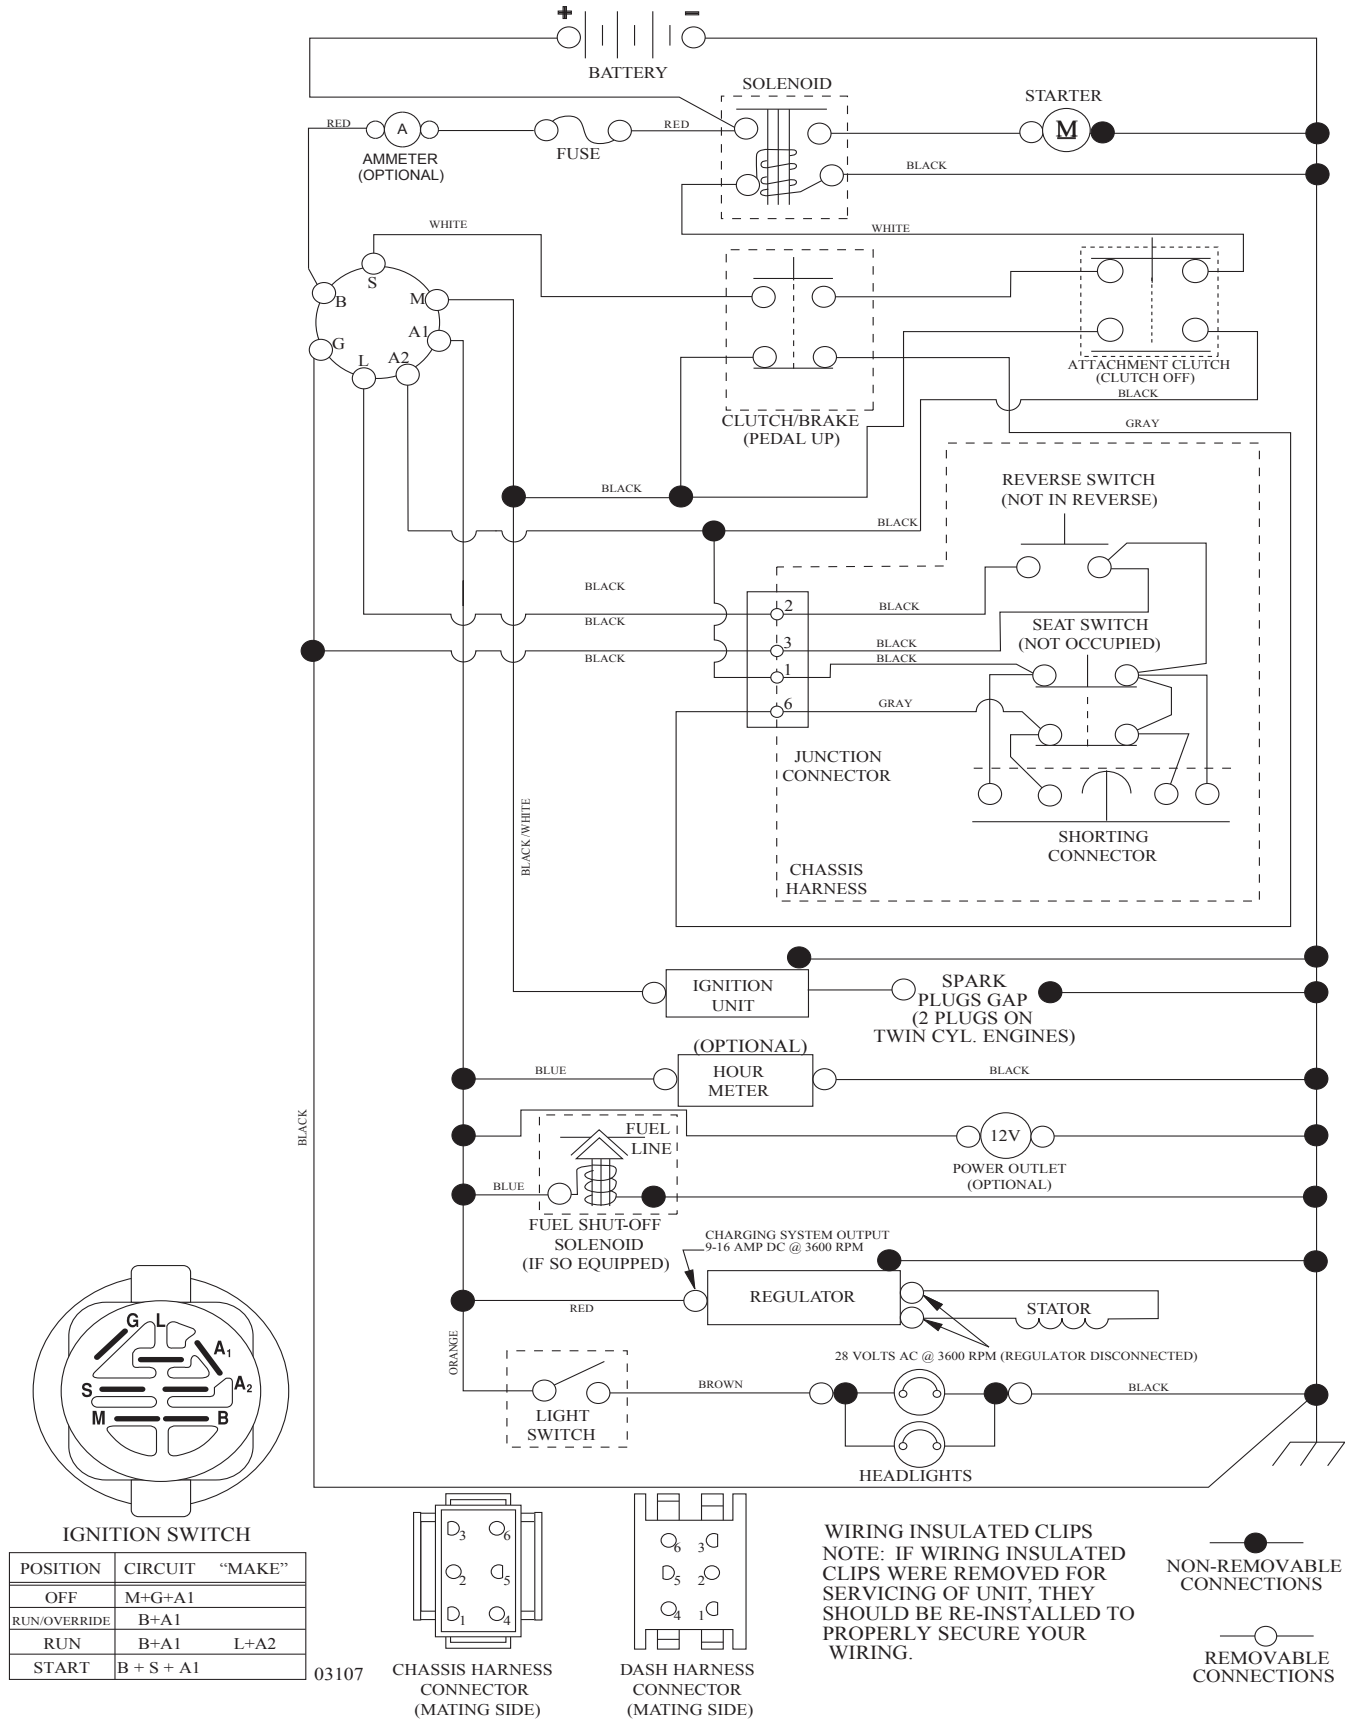 + -
BATTERY
SOLENOID
STARTER
RED
A
RED
M
FUSE
AMMETER
(OPTIONAL)
BLACK
WHITE
WHITE
S
B
M
A1
G
L
A2
ATTACHMENT CLUTCH
(CLUTCH OFF)
BLACK
CLUTCH/BRAKE
(PEDAL UP)
GRAY
REVERSE SWITCH
(NOT IN REVERSE)
BLACK
BLACK
BLACK
2
BLACK
BLACK
SEAT SWITCH
(NOT OCCUPIED)
3
BLACK
BLACK
BLACK
1
6
GRAY
JUNCTION
CONNECTOR
SHORTING
CONNECTOR
BLACK/WHITE
CHASSIS
HARNESS
IGNITION
UNIT
SPARK
PLUGS GAP
(2 PLUGS ON
TWIN CYL. ENGINES)
(OPTIONAL)
HOUR
METER
BLUE
BLACK
BLACK
FUEL
LINE
12V
POWER OUTLET
(OPTIONAL)
BLUE
FUEL SHUT-OFF
SOLENOID
(IF SO EQUIPPED)
CHARGING SYSTEM OUTPUT
9-16 AMP DC @ 3600 RPM
REGULATOR
RED
STATOR
28 VOLTS AC @ 3600 RPM (REGULATOR DISCONNECTED)
ORANGE
LIGHT
SWITCH
BROWN
BLACK
HEADLIGHTS
G L
A1
S
A2
M
B
IGNITION SWITCH
POSITION CIRCUIT "MAKE"
OFF M+G+A1
RUN/OVERRIDE B+A1
RUN B+A1 L+A2
START B + S + A1
03107
3 6
2 5
1 4
CHASSIS HARNESS
CONNECTOR
(MATING SIDE)
6 3
5 2
4 1
DASH HARNESS
CONNECTOR
(MATING SIDE)
WIRING INSULATED CLIPS
NOTE: IF WIRING INSULATED
CLIPS WERE REMOVED FOR
SERVICING OF UNIT, THEY
SHOULD BE RE-INSTALLED TO
PROPERLY SECURE YOUR
WIRING.
NON-REMOVABLE
CONNECTIONS
REMOVABLE
CONNECTIONS